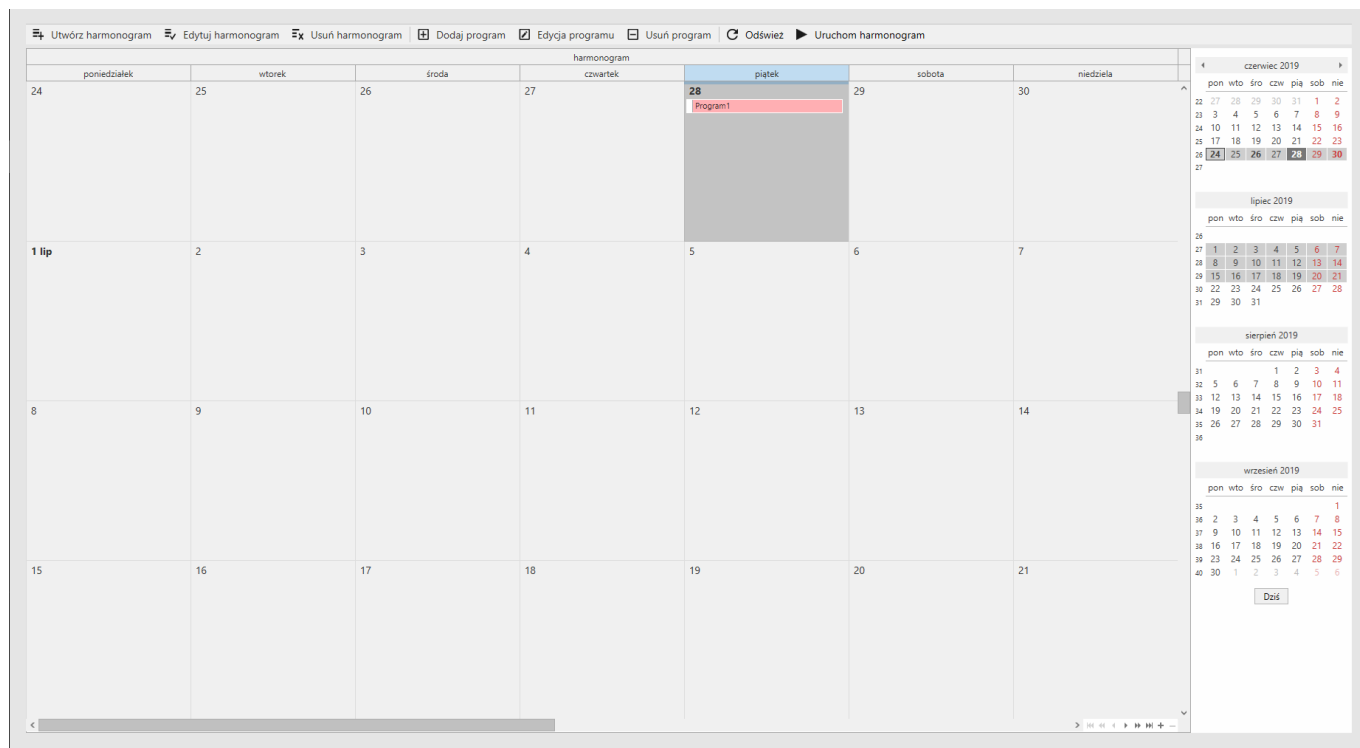 Utwórz harmonogram Edytuj harmonogram Usuń harmonogram Dodaj program Edycja programu Usuń program Odśwież Uruchom harmonogram
harmonogram
poniedziałek wtorek środa czwartek piątek sobota niedziela
24 25 26 27 28 29 30
Program1
1 lip 2 3 4 5 6 7
8 9 10 11 12 13 14
15 16 17 18 19 20 21
czerwiec 2019
pon wto śro czw pią sob nie
22 27 28 29 30 31 1 2
23 3 4 5 6 7 8 9
24 10 11 12 13 14 15 16
25 17 18 19 20 21 22 23
26 24 25 26 27 28 29 30
27
lipiec 2019
pon wto śro czw pią sob nie
26
27 1 2 3 4 5 6 7
28 8 9 10 11 12 13 14
29 15 16 17 18 19 20 21
30 22 23 24 25 26 27 28
31 29 30 31
sierpień 2019
pon wto śro czw pią sob nie
31 1 2 3 4
32 5 6 7 8 9 10 11
33 12 13 14 15 16 17 18
34 19 20 21 22 23 24 25
35 26 27 28 29 30 31
36
wrzesień 2019
pon wto śro czw pią sob nie
35 1
36 2 3 4 5 6 7 8
37 9 10 11 12 13 14 15
38 16 17 18 19 20 21 22
39 23 24 25 26 27 28 29
40 30 1 2 3 4 5 6
Dziś